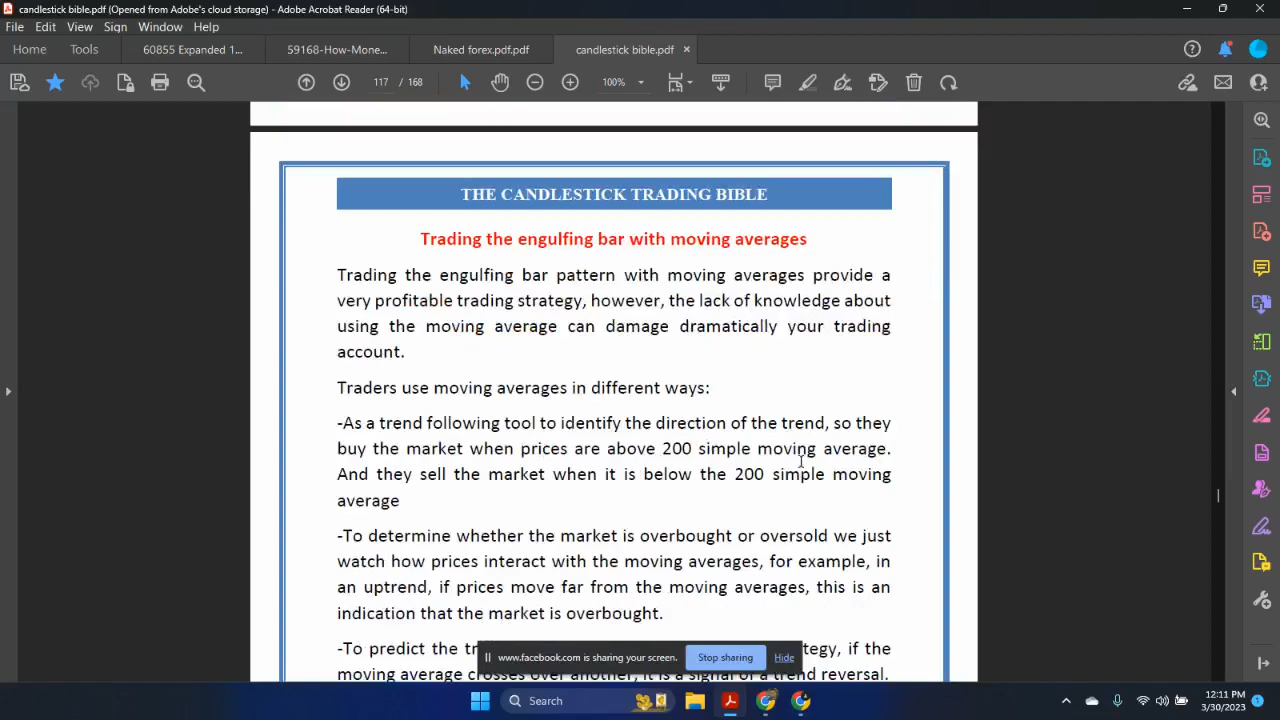 candlestick bible.pdf (Opened from Adobe's cloud storage) - Adobe Acrobat Reader (64-bit)
File Edit View Sign Window Help
Home Tools 60855 Expanded 1... 59168-How-Mone... Naked forex.pdf.pdf candlestick bible.pdf ×
117 / 168 100%
THE CANDLESTICK TRADING BIBLE
Trading the engulfing bar with moving averages
Trading the engulfing bar pattern with moving averages provide a
very profitable trading strategy, however, the lack of knowledge about
using the moving average can damage dramatically your trading
account.
Traders use moving averages in different ways:
-As a trend following tool to identify the direction of the trend, so they
buy the market when prices are above 200 simple moving average.
And they sell the market when it is below the 200 simple moving
average
-To determine whether the market is overbought or oversold we just
watch how prices interact with the moving averages, for example, in
an uptrend, if prices move far from the moving averages, this is an
indication that the market is overbought.
-To predict the if the
moving average crosses over another, it is a signal of a trend reversal.
www.facebook.com is sharing your screen. Stop sharing Hide
Search
12:11 PM
3/30/2023